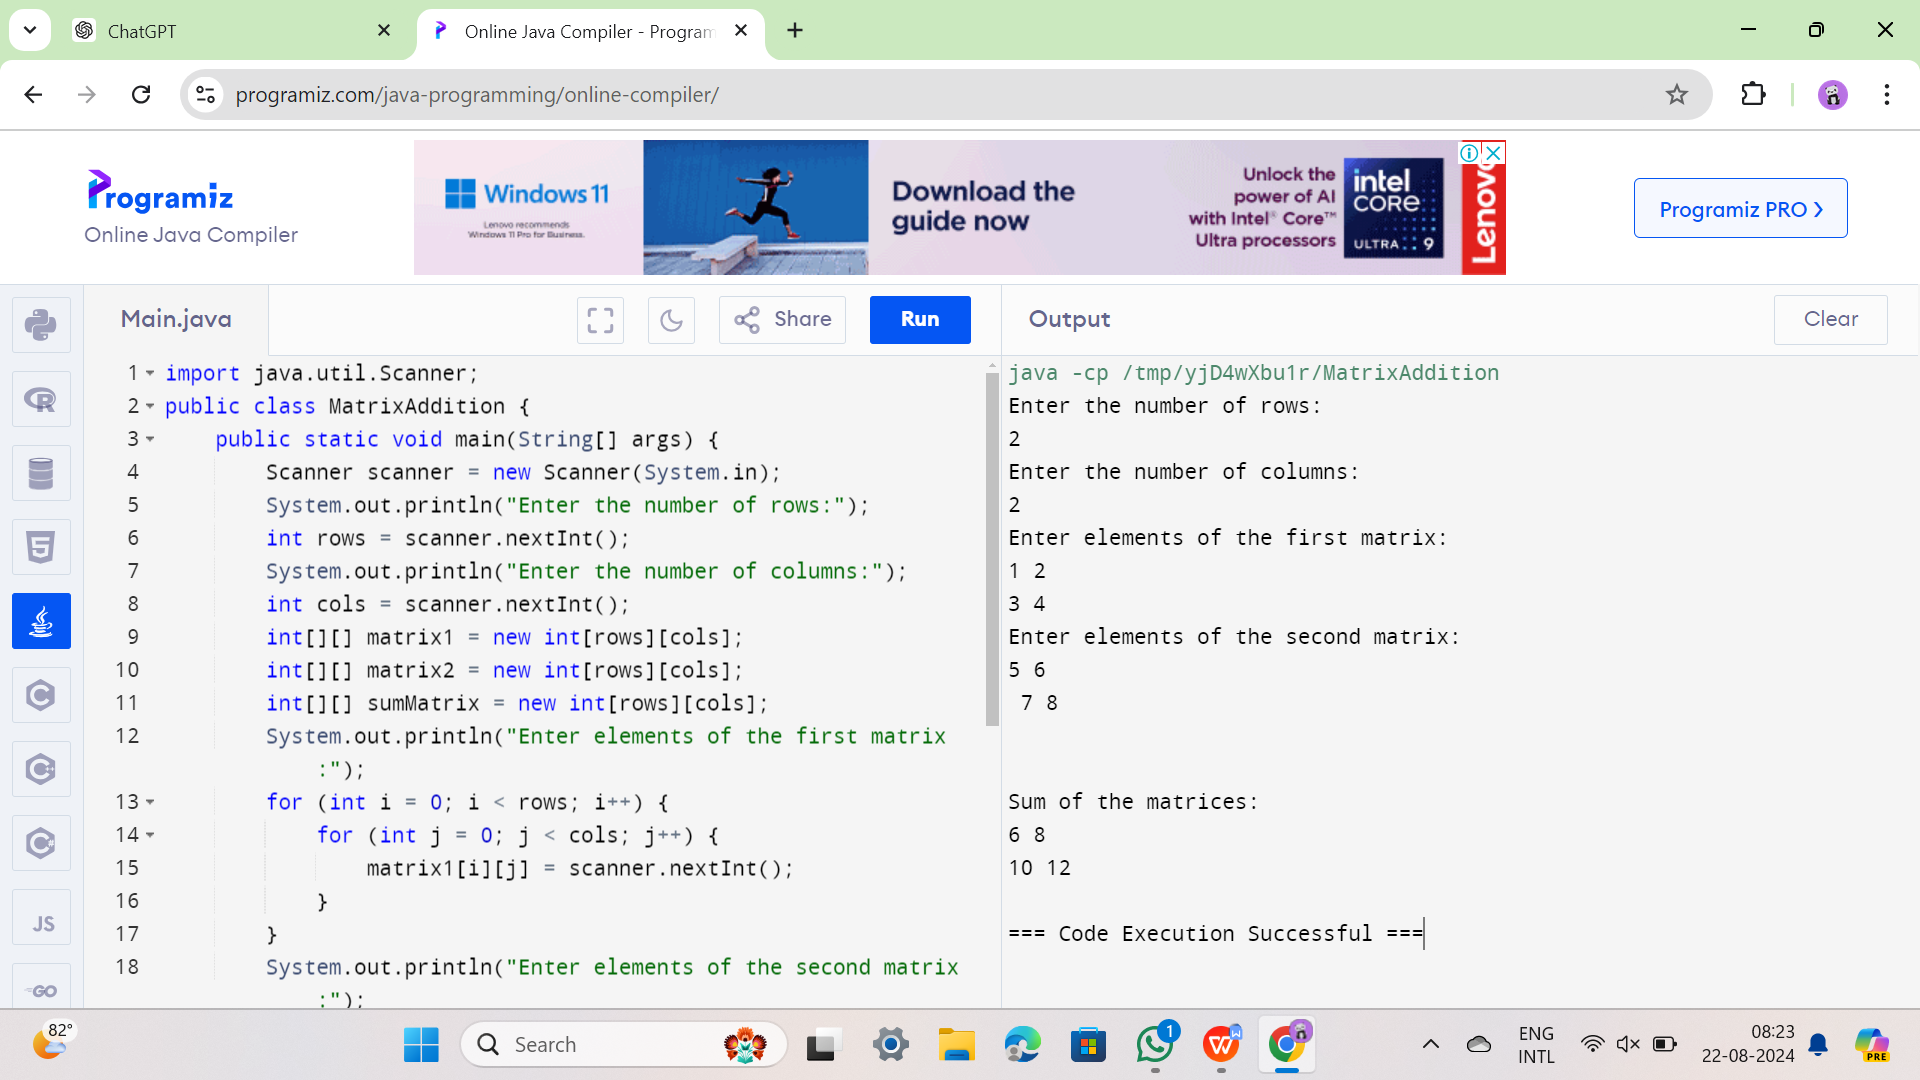 ChatGPT
Online Java Compiler - Program
programiz.com/java-programming/online-compiler/
Programiz
Online Java Compiler
Windows 11
Lenovo recommends
Windows 11 Pro for Business.
Download the
guide now
Unlock the
power of AI
with Intel® Core™
Ultra processors
intel
CORE
ULTRA 9
Lenovo
Programiz PRO
Main.java
Share
Run
Output
Clear
1 import java.util.Scanner;
2 public class MatrixAddition {
3 public static void main(String[] args) {
4 Scanner scanner = new Scanner(System.in);
5 System.out.println("Enter the number of rows:");
6 int rows = scanner.nextInt();
7 System.out.println("Enter the number of columns:");
8 int cols = scanner.nextInt();
9 int[][] matrix1 = new int[rows][cols];
10 int[][] matrix2 = new int[rows][cols];
11 int[][] sumMatrix = new int[rows][cols];
12 System.out.println("Enter elements of the first matrix
:");
13 for (int i = 0; i < rows; i++) {
14 for (int j = 0; j < cols; j++) {
15 matrix1[i][j] = scanner.nextInt();
16 }
17 }
18 System.out.println("Enter elements of the second matrix
:");
java -cp /tmp/yjD4wXbu1r/MatrixAddition
Enter the number of rows:
2
Enter the number of columns:
2
Enter elements of the first matrix:
1 2
3 4
Enter elements of the second matrix:
5 6
7 8
Sum of the matrices:
6 8
10 12
=== Code Execution Successful ===
R
5
C
C++
C#
JS
GO
82°
Search
1
W
W
ENG
INTL
08:23
22-08-2024
PRE